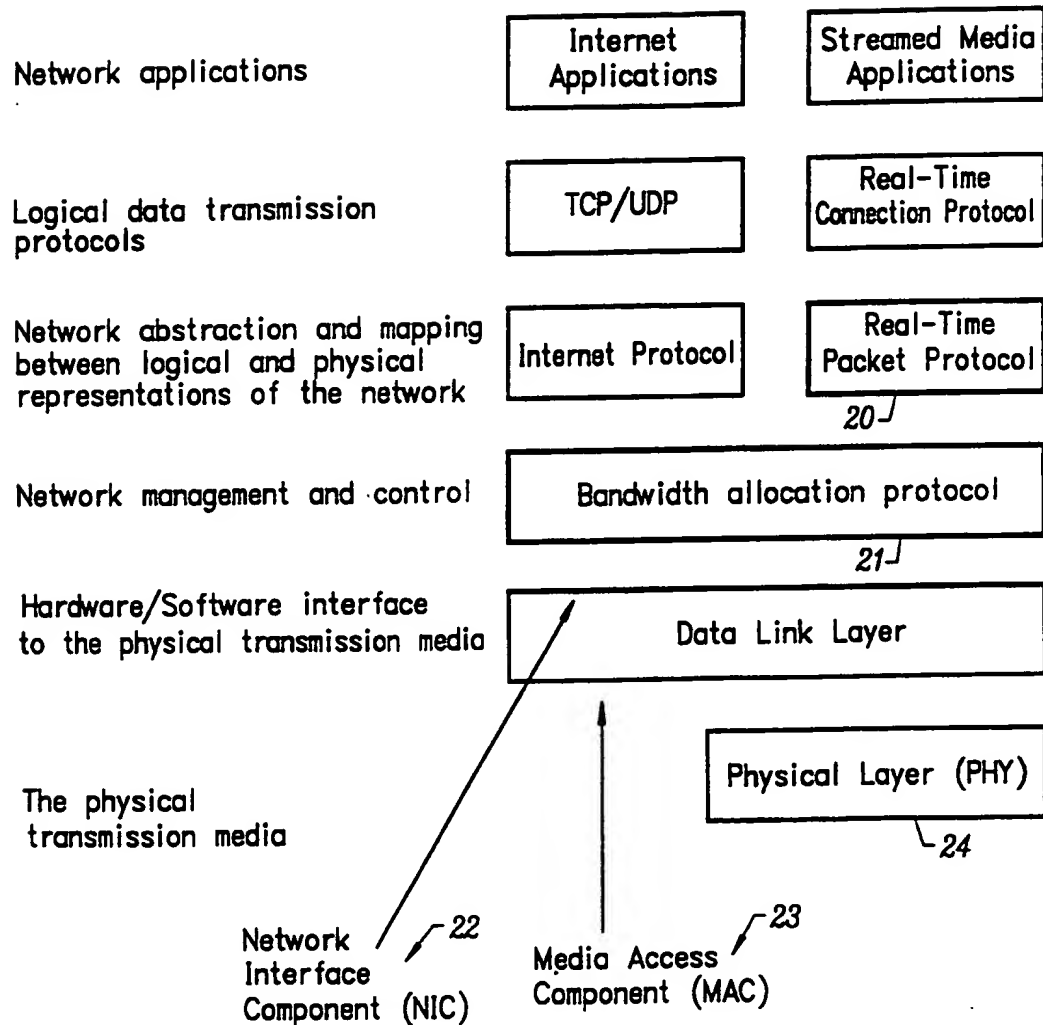 Network applications
Internet
Applications
Streamed Media
Applications
Logical data transmission
protocols
TCP/UDP
Real-Time
Connection Protocol
Network abstraction and mapping
between logical and physical
representations of the network
Internet Protocol
Real-Time
Packet Protocol
20
Network management and control
Bandwidth allocation protocol
21
Hardware/Software interface
to the physical transmission media
Data Link Layer
The physical
transmission media
Physical Layer (PHY)
24
Network
Interface
Component (NIC)
22
Media Access
Component (MAC)
23